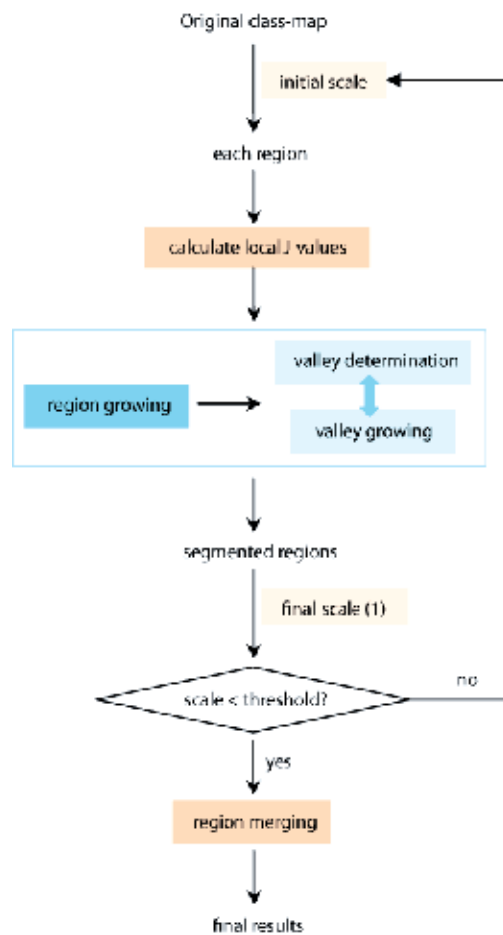 Original class-map
initial scale
each region
calculate local J values
valley determination
region growing
valley growing
segmented regions
final scale (1)
no
scale < threshold?
yes
region merging
final results